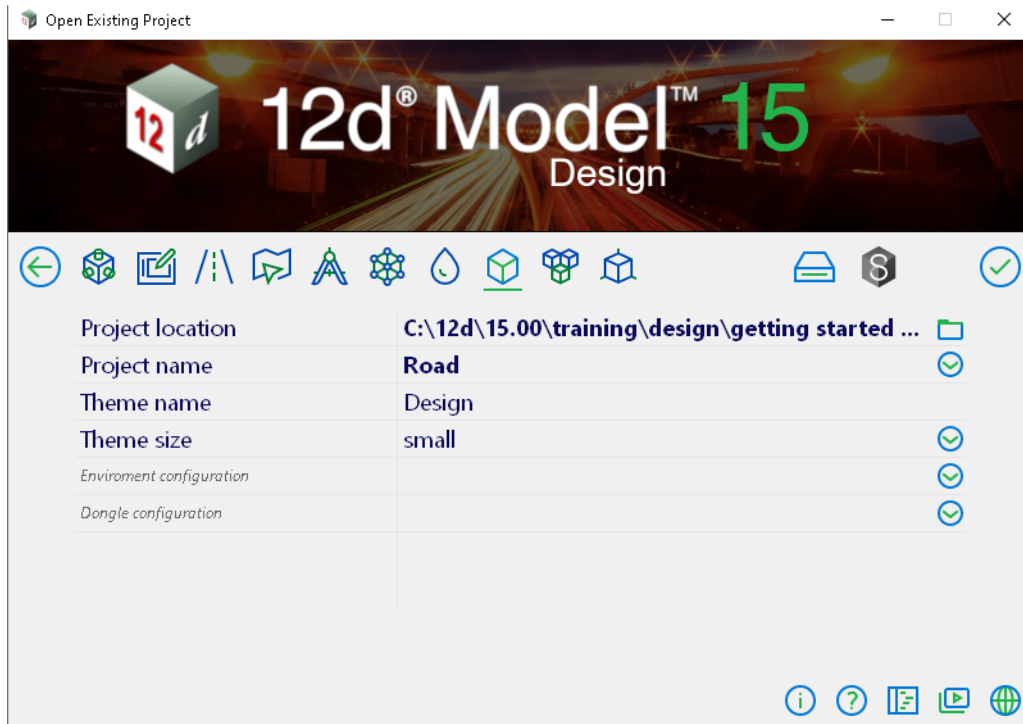 Open Existing Project
12d
12d® Model™ 15
Design
S
Project location C:\12d\15.00\training\design\getting started ...
Project name Road
Theme name Design
Theme size small
Enviroment configuration
Dongle configuration